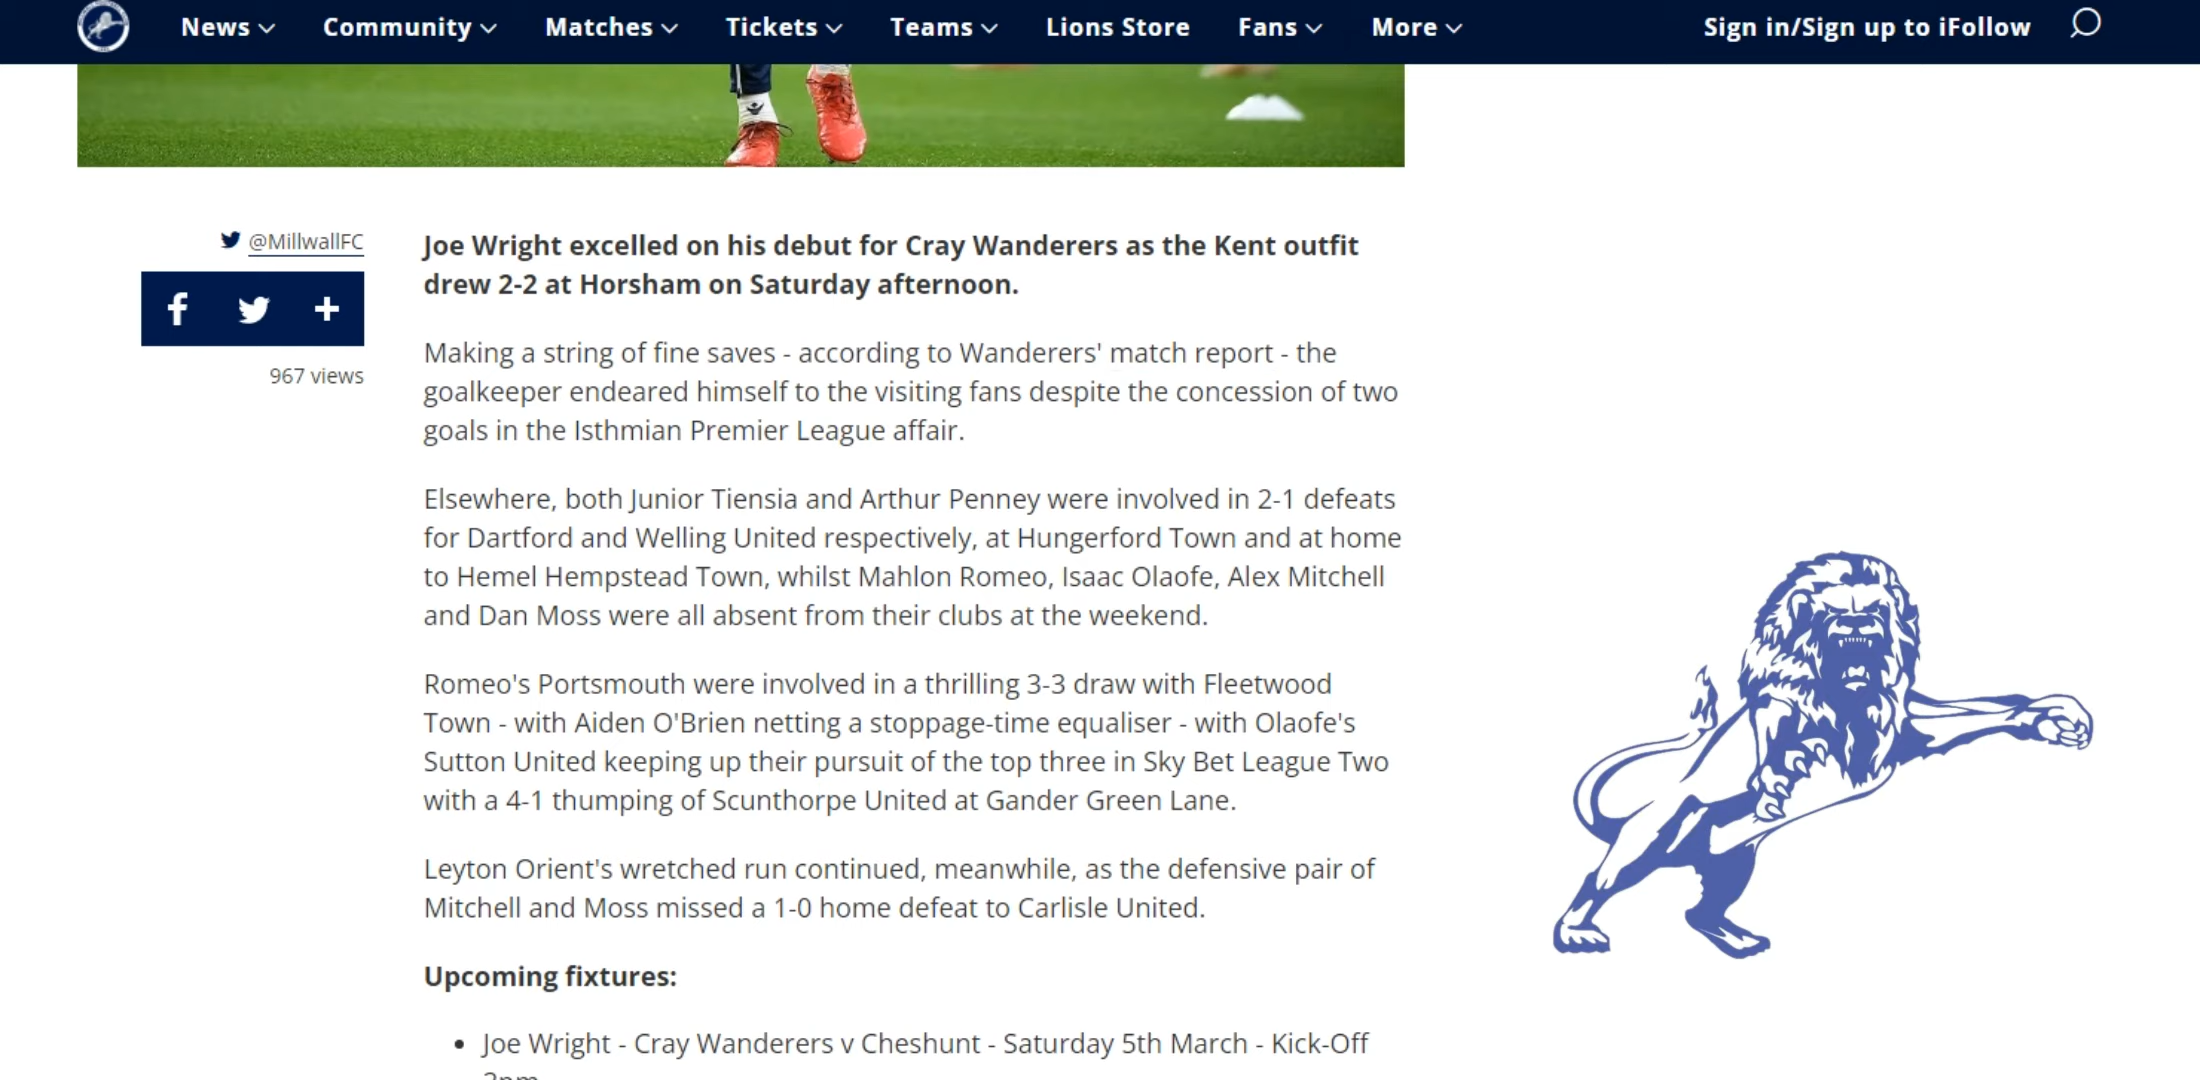 News
Community
Matches
Tickets
Teams
Lions Store
Fans
More
Sign in/Sign up to iFollow
@MillwallFC
967 views
Joe Wright excelled on his debut for Cray Wanderers as the Kent outfit
drew 2-2 at Horsham on Saturday afternoon.
Making a string of fine saves - according to Wanderers' match report - the
goalkeeper endeared himself to the visiting fans despite the concession of two
goals in the Isthmian Premier League affair.
Elsewhere, both Junior Tiensia and Arthur Penney were involved in 2-1 defeats
for Dartford and Welling United respectively, at Hungerford Town and at home
to Hemel Hempstead Town, whilst Mahlon Romeo, Isaac Olaofe, Alex Mitchell
and Dan Moss were all absent from their clubs at the weekend.
Romeo's Portsmouth were involved in a thrilling 3-3 draw with Fleetwood
Town - with Aiden O'Brien netting a stoppage-time equaliser - with Olaofe's
Sutton United keeping up their pursuit of the top three in Sky Bet League Two
with a 4-1 thumping of Scunthorpe United at Gander Green Lane.
Leyton Orient's wretched run continued, meanwhile, as the defensive pair of
Mitchell and Moss missed a 1-0 home defeat to Carlisle United.
Upcoming fixtures:
• Joe Wright - Cray Wanderers v Cheshunt - Saturday 5th March - Kick-Off